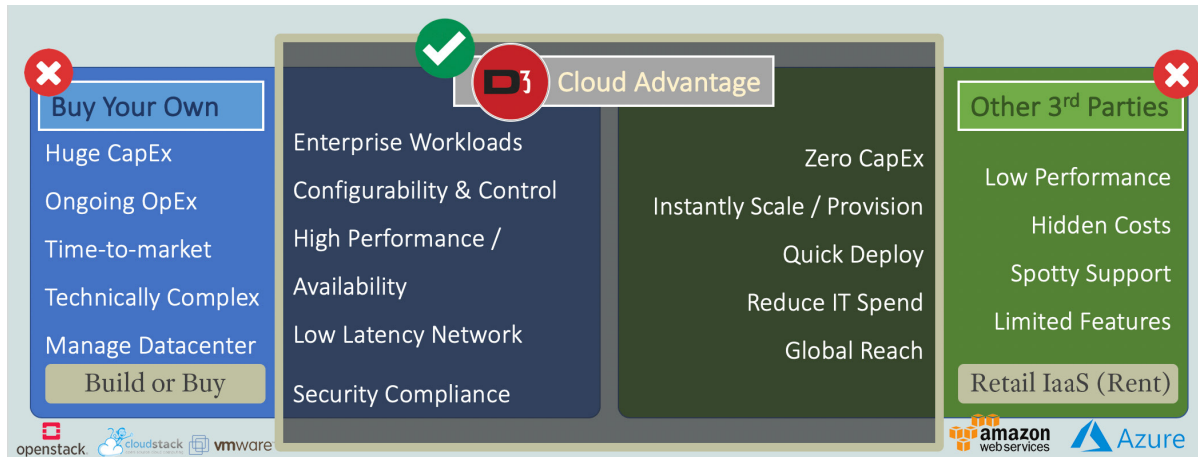 D3 Cloud Advantage
Buy Your Own
Huge CapEx
Ongoing OpEx
Time-to-market
Technically Complex
Manage Datacenter
Build or Buy
openstack.
cloudstack
vmware
Enterprise Workloads
Configurability & Control
High Performance /
Availability
Low Latency Network
Security Compliance
Zero CapEx
Instantly Scale / Provision
Quick Deploy
Reduce IT Spend
Global Reach
Other 3rd Parties
Low Performance
Hidden Costs
Spotty Support
Limited Features
Retail IaaS (Rent)
amazon
webservices
Azure